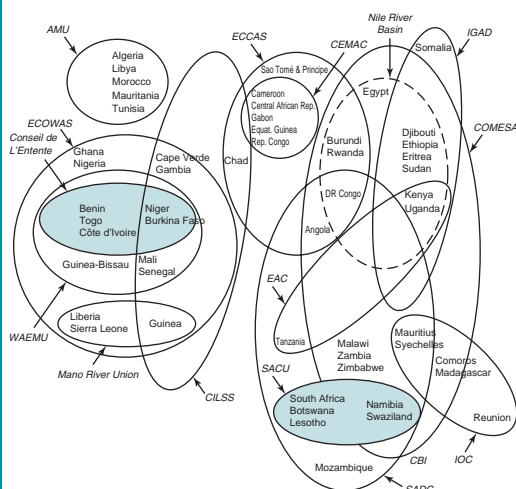 AMU
Algeria
Libya
Morocco
Mauritania
Tunisia
ECOWAS
Conseil de
L'Entente
Ghana
Nigeria
Cape Verde
Gambia
Benin
Togo
Côte d'Ivoire
Niger
Burkina Faso
Guinea-Bissau
Mali
Senegal
WAEMU
Liberia
Sierra Leone
Guinea
Mano River Union
CILSS
ECCAS
CEMAC
Sao Tomé & Principe
Cameroon
Central African Rep.
Gabon
Equat. Guinea
Rep. Congo
Chad
Nile River
Basin
Somalia
IGAD
Egypt
COMESA
Burundi
Rwanda
Djibouti
Ethiopia
Eritrea
Sudan
DR Congo
Kenya
Uganda
Angola
EAC
Tanzania
Malawi
Zambia
Zimbabwe
Mauritius
Syechelles
Comoros
Madagascar
Reunion
SACU
South Africa
Botswana
Lesotho
Namibia
Swaziland
Mozambique
CBI
IOC
SADC